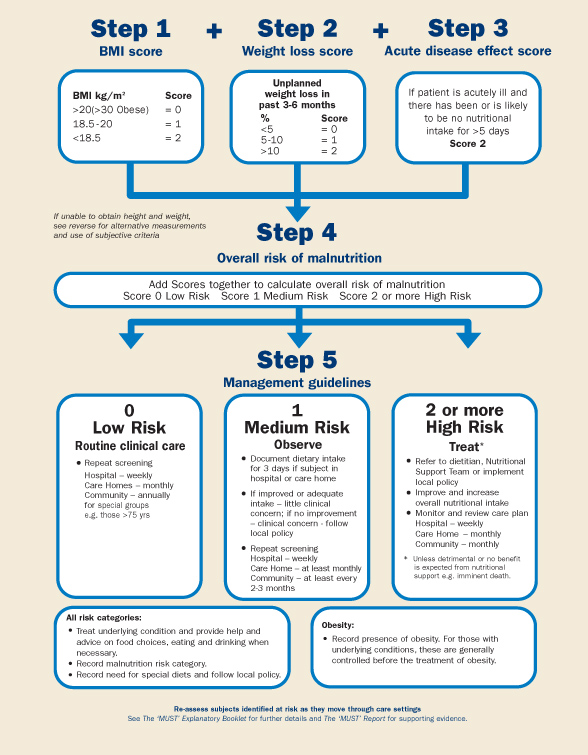 Step 1 + Step 2 + Step 3
BMI score
Weight loss score
Acute disease effect score
BMI kg/m² Score
>20(>30 Obese) = 0
18.5-20 = 1
<18.5 = 2
Unplanned
weight loss in
past 3-6 months
% Score
<5 = 0
5-10 = 1
>10 = 2
If patient is acutely ill and
there has been or is likely
to be no nutritional
intake for >5 days
Score 2
If unable to obtain height and weight,
see reverse for alternative measurements
and use of subjective criteria
Step 4
Overall risk of malnutrition
Add Scores together to calculate overall risk of malnutrition
Score 0 Low Risk Score 1 Medium Risk Score 2 or more High Risk
Step 5
Management guidelines
0
Low Risk
Routine clinical care
• Repeat screening
Hospital – weekly
Care Homes – monthly
Community – annually
for special groups
e.g. those >75 yrs
1
Medium Risk
Observe
• Document dietary intake
for 3 days if subject in
hospital or care home
• If improved or adequate
intake – little clinical
concern; if no improvement
– clinical concern - follow
local policy
• Repeat screening
Hospital – weekly
Care Home – at least monthly
Community – at least every
2-3 months
2 or more
High Risk
Treat*
• Refer to dietitian, Nutritional
Support Team or implement
local policy
• Improve and increase
overall nutritional intake
• Monitor and review care plan
Hospital – weekly
Care Home – monthly
Community – monthly
* Unless detrimental or no benefit
is expected from nutritional
support e.g. imminent death.
All risk categories:
• Treat underlying condition and provide help and
advice on food choices, eating and drinking when
necessary.
• Record malnutrition risk category.
• Record need for special diets and follow local policy.
Obesity:
• Record presence of obesity. For those with
underlying conditions, these are generally
controlled before the treatment of obesity.
Re-assess subjects identified at risk as they move through care settings
See The 'MUST' Explanatory Booklet for further details and The 'MUST' Report for supporting evidence.